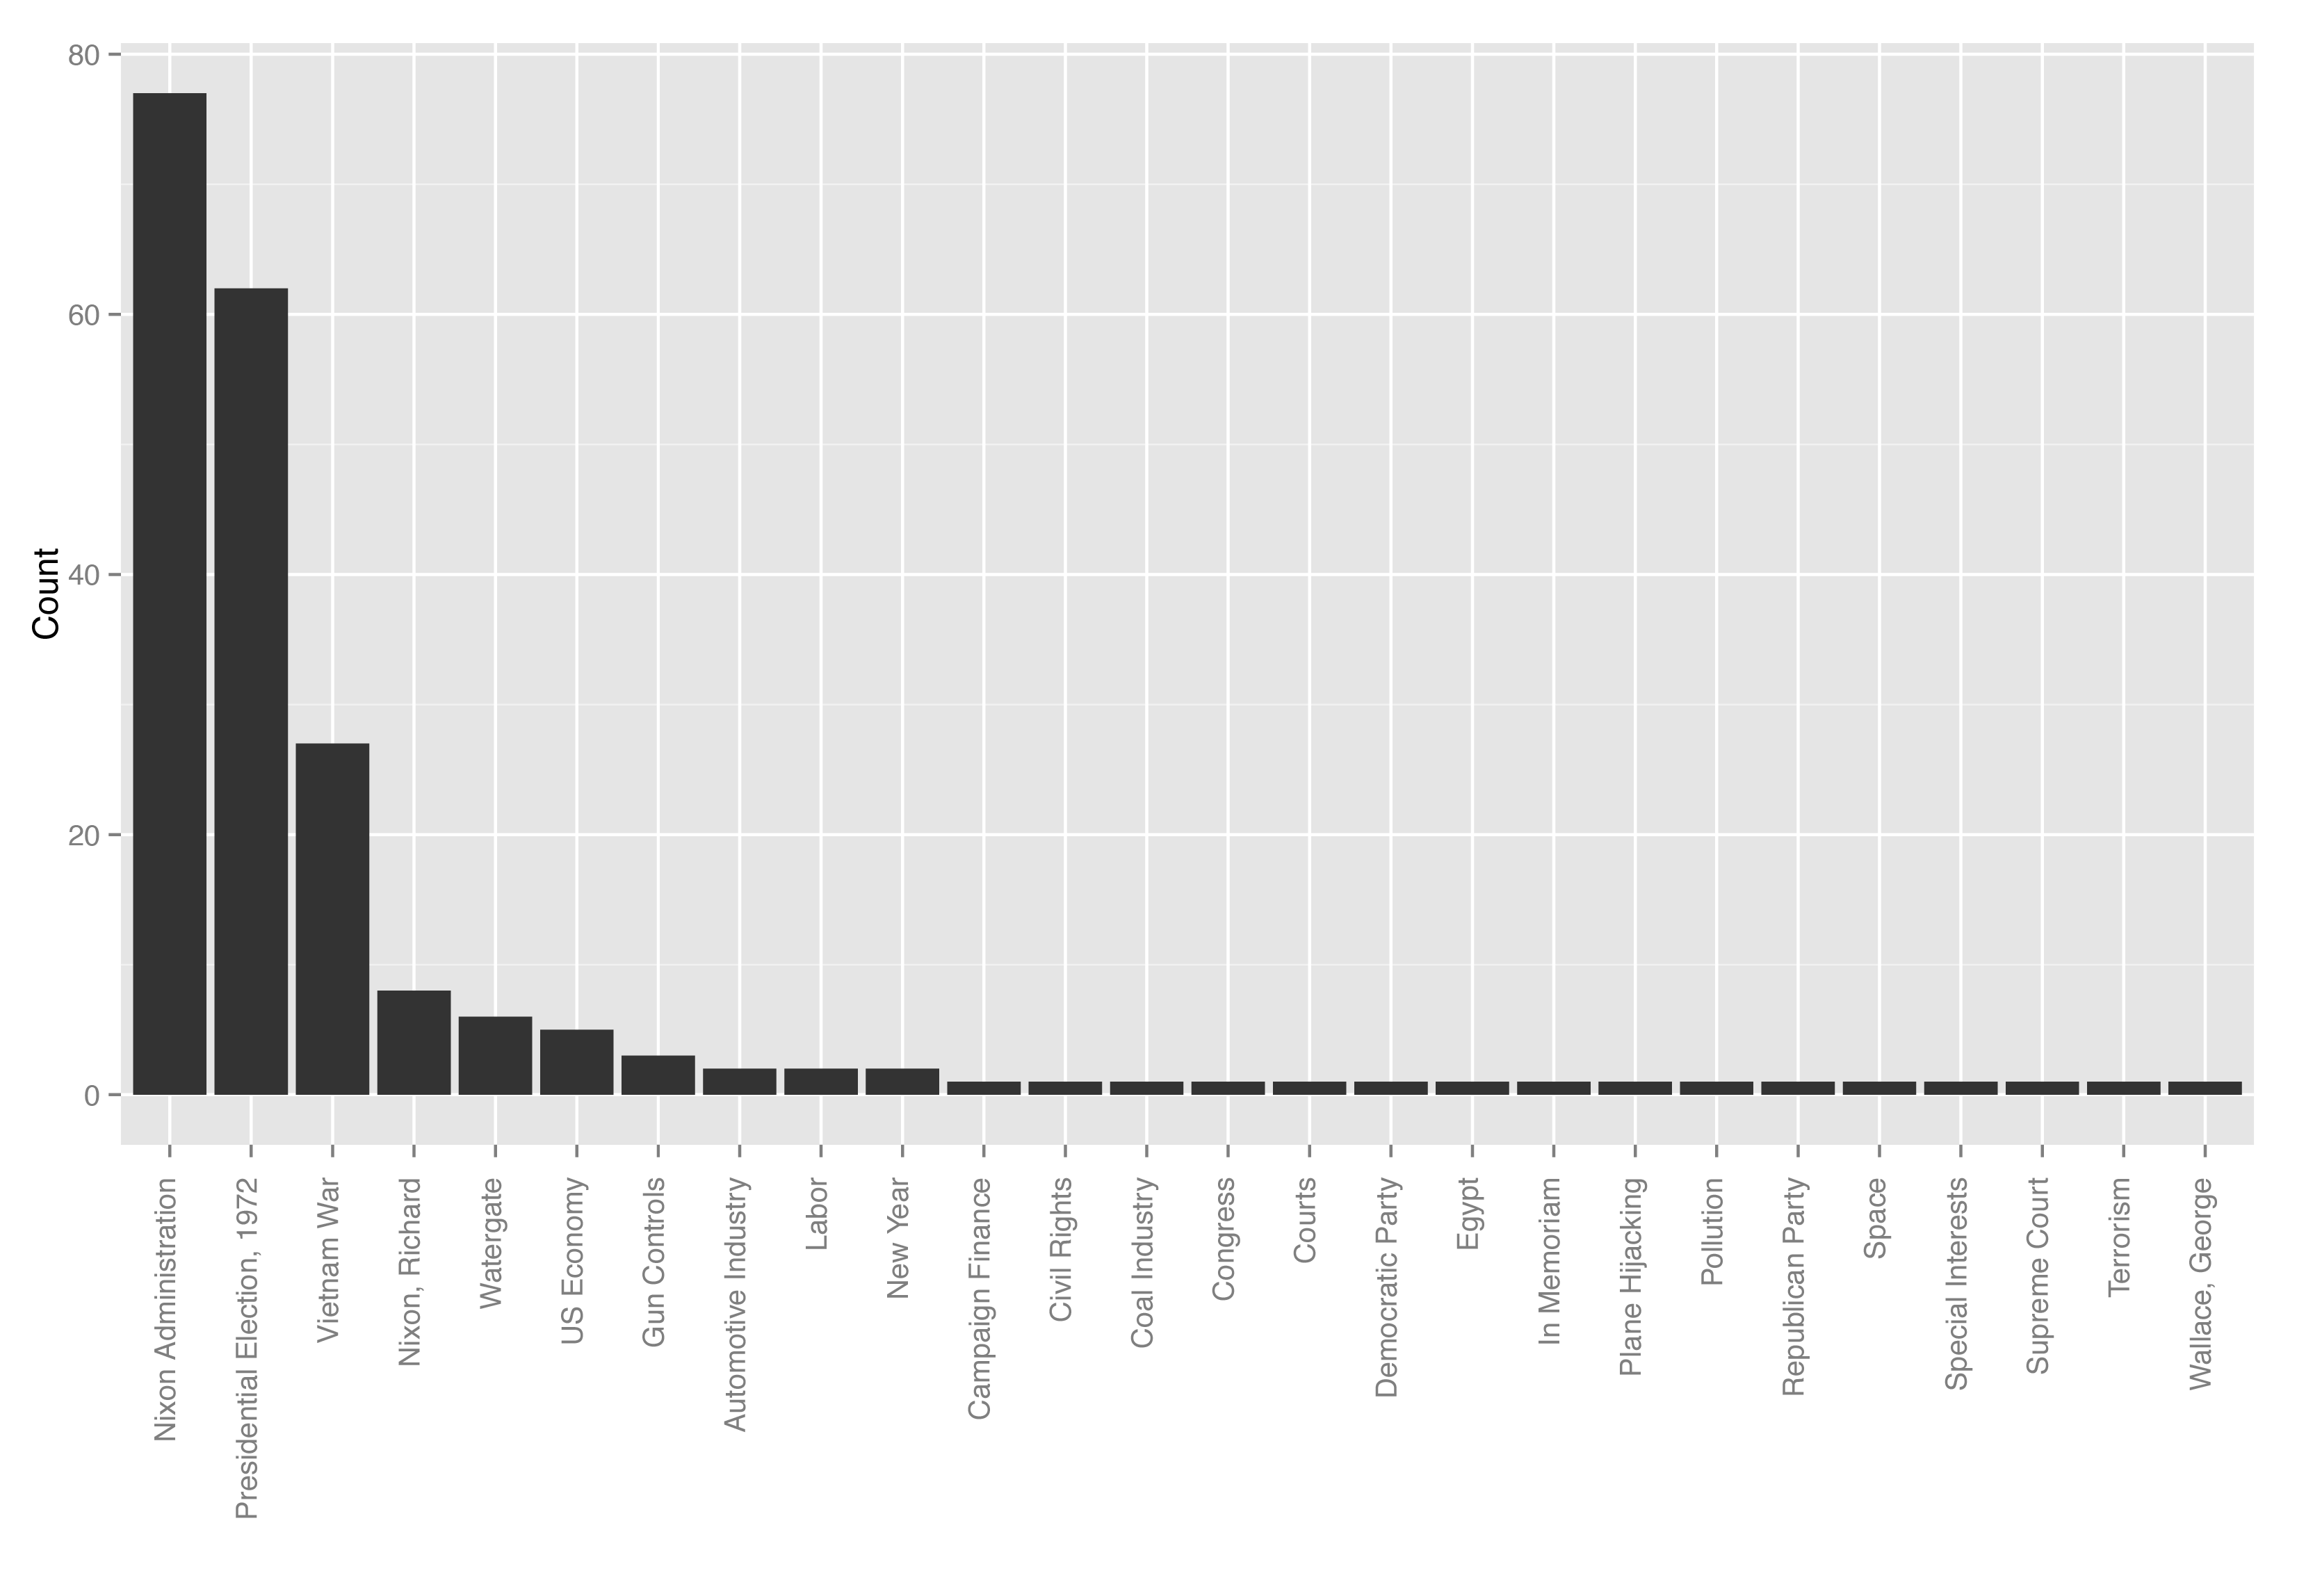 80
60
40
20
0
Count
Nixon Administration
Presidential Election, 1972
Vietnam War
Nixon, Richard
Watergate
US Economy
Gun Controls
Automotive Industry
Labor
New Year
Campaign Finance
Civil Rights
Coal Industry
Congress
Courts
Democratic Party
Egypt
In Memoriam
Plane Hijacking
Pollution
Republican Party
Space
Special Interests
Supreme Court
Terrorism
Wallace, George